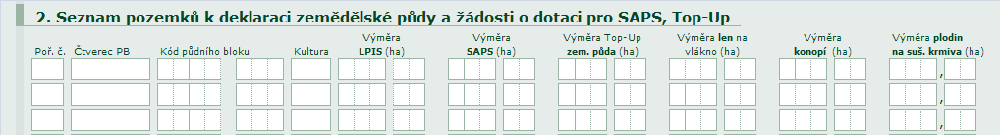 2. Seznam pozemků k deklaraci zemědělské půdy a žádosti o dotaci pro SAPS, Top-Up
Poř. č. Čtverec PB Kód půdního bloku Kultura Výměra LPIS (ha) Výměra SAPS (ha) Výměra Top-Up zem. půda (ha) Výměra len na vlákno (ha) Výměra konopí (ha) Výměra plodin na suš. krmiva (ha)
,
,
,